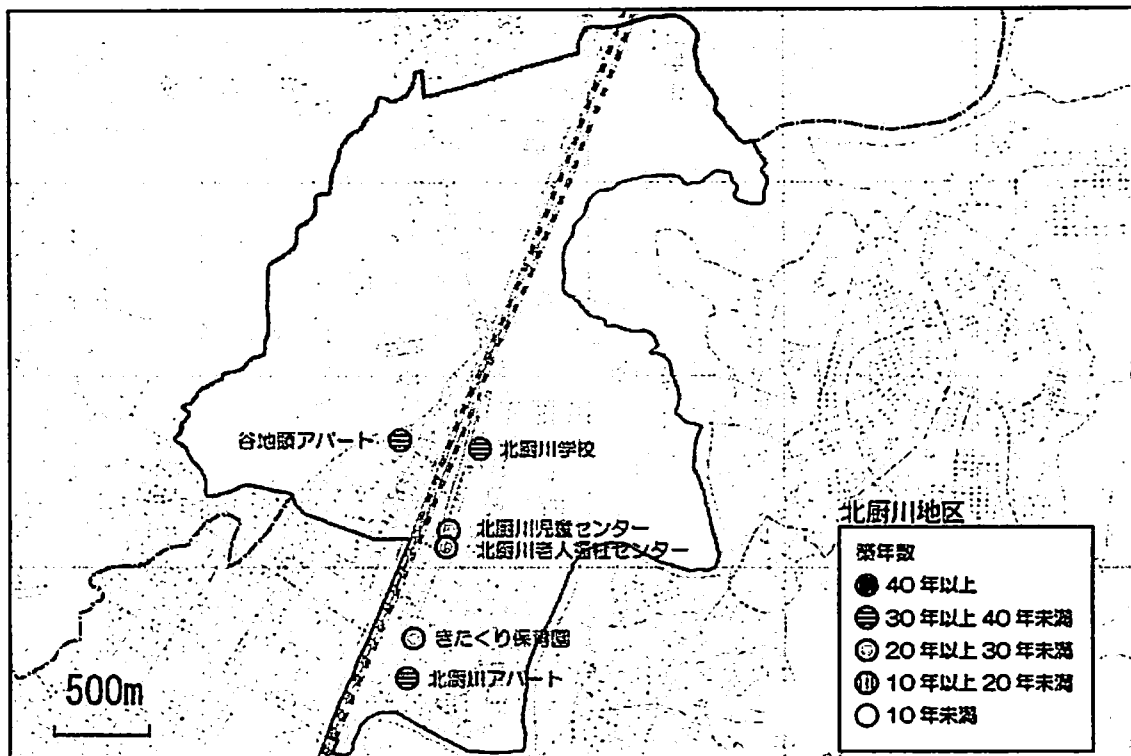 谷地頭アパート
北厨川学校
北厨川児童センター
北厨川老人福祉センター
きたくり保育園
北厨川アパート
500m
北厨川地区
築年数
40年以上
30年以上40年未満
20年以上30年未満
10年以上20年未満
10年未満